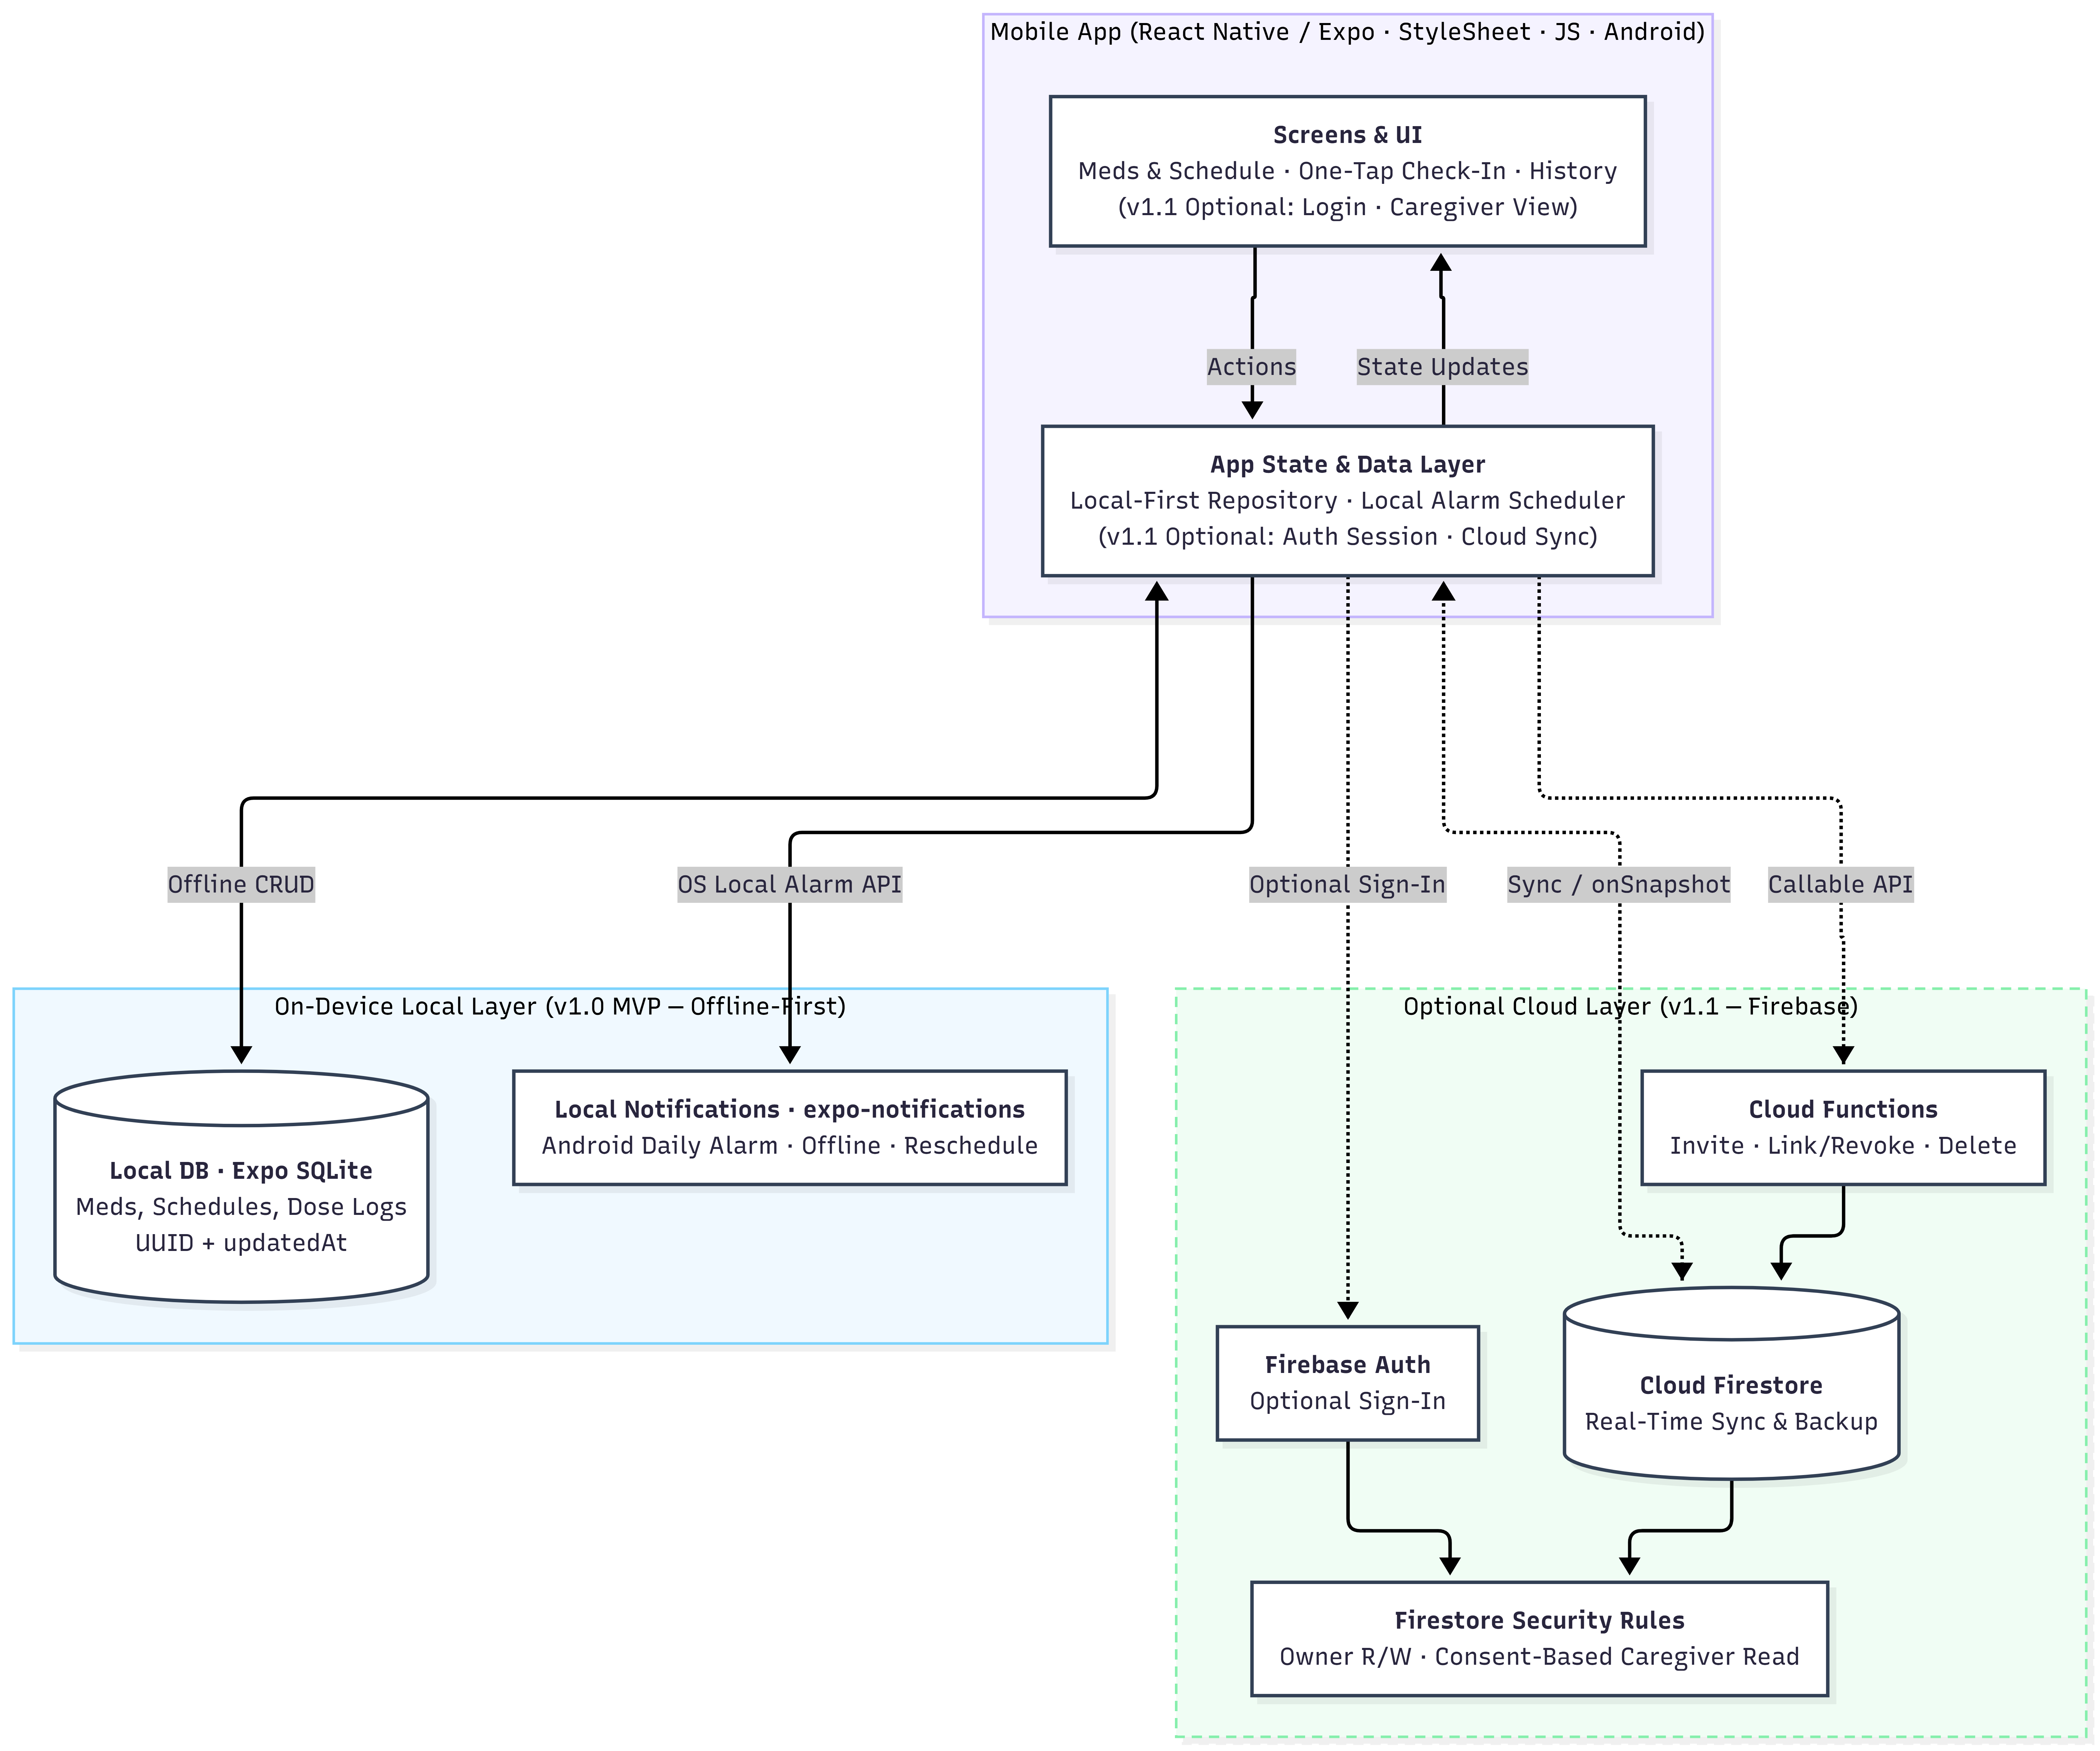 Mobile App (React Native / Expo · StyleSheet · JS · Android)
Screens & UI
Meds & Schedule · One-Tap Check-In · History
(v1.1 Optional: Login · Caregiver View)
Actions
State Updates
App State & Data Layer
Local-First Repository · Local Alarm Scheduler
(v1.1 Optional: Auth Session · Cloud Sync)
Offline CRUD
OS Local Alarm API
Optional Sign-In
Sync / onSnapshot
Callable API
On-Device Local Layer (v1.0 MVP — Offline-First)
Local DB · Expo SQLite
Meds, Schedules, Dose Logs
UUID + updatedAt
Local Notifications · expo-notifications
Android Daily Alarm · Offline · Reschedule
Optional Cloud Layer (v1.1 — Firebase)
Cloud Functions
Invite · Link/Revoke · Delete
Firebase Auth
Optional Sign-In
Cloud Firestore
Real-Time Sync & Backup
Firestore Security Rules
Owner R/W · Consent-Based Caregiver Read